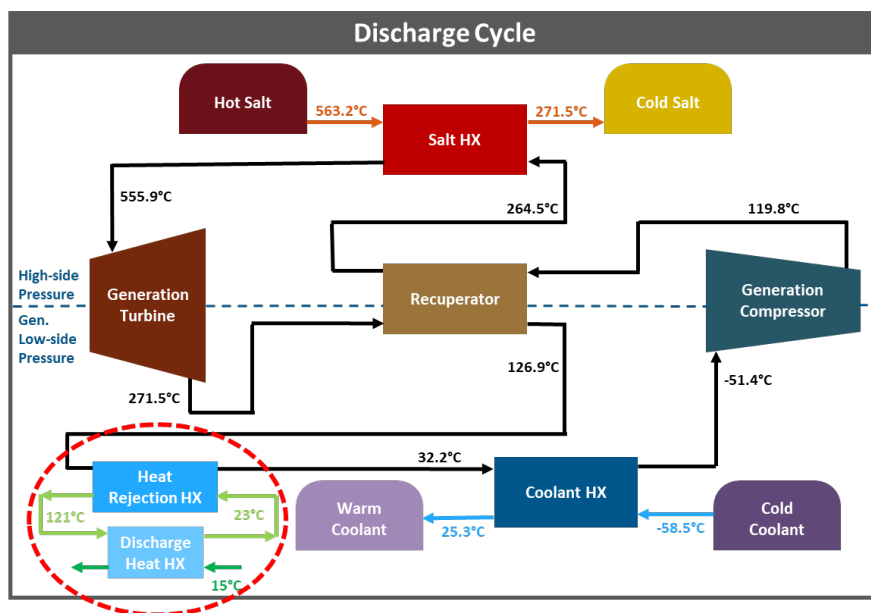 Discharge Cycle
Hot Salt
563.2°C
Salt HX
271.5°C
Cold Salt
555.9°C
264.5°C
119.8°C
High-side
Pressure
Gen.
Low-side
Pressure
Generation
Turbine
Recuperator
Generation
Compressor
271.5°C
126.9°C
-51.4°C
32.2°C
Heat
Rejection HX
121°C
23°C
Discharge
Heat HX
15°C
Warm
Coolant
25.3°C
Coolant HX
-58.5°C
Cold
Coolant